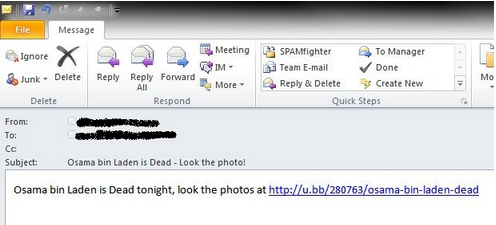 File Message
Ignore Meeting SPAMfighter To Manager
Junk Delete Reply Reply All Forward IM Team E-mail Done
More Reply & Delete Create New
Delete Respond Quick Steps
From:
To:
Cc:
Subject: Osama bin Laden is Dead - Look the photo!
Osama bin Laden is Dead tonight, look the photos at http://u.bb/280763/osama-bin-laden-dead